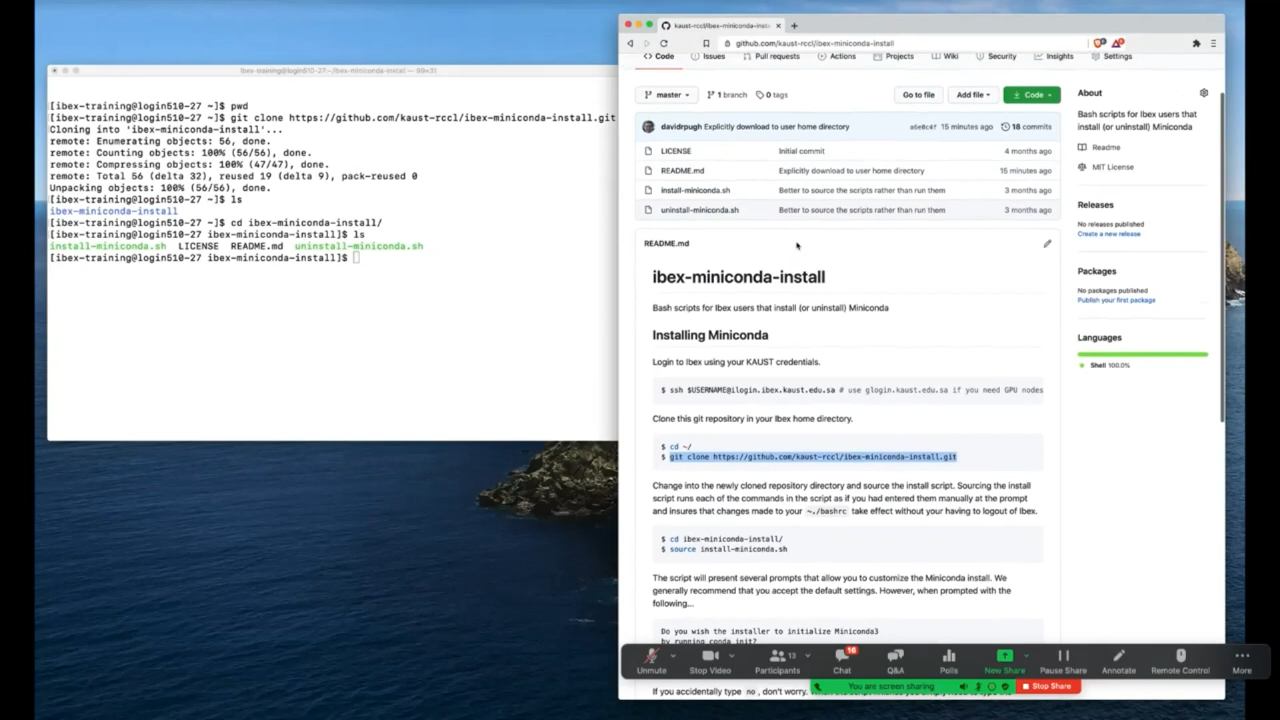 ibex-training@login510-27:~/ibex-miniconda-install — 99×31
[ibex-training@login510-27 ~]$ pwd
[ibex-training@login510-27 ~]$ git clone https://github.com/kaust-rccl/ibex-miniconda-install.git
Cloning into 'ibex-miniconda-install'...
remote: Enumerating objects: 56, done.
remote: Counting objects: 100% (56/56), done.
remote: Compressing objects: 100% (47/47), done.
remote: Total 56 (delta 32), reused 19 (delta 9), pack-reused 0
Unpacking objects: 100% (56/56), done.
[ibex-training@login510-27 ~]$ ls
ibex-miniconda-install
[ibex-training@login510-27 ~]$ cd ibex-miniconda-install/
[ibex-training@login510-27 ibex-miniconda-install]$ ls
install-miniconda.sh LICENSE README.md uninstall-miniconda.sh
[ibex-training@login510-27 ibex-miniconda-install]$
kaust-rccl/ibex-miniconda-insta
github.com/kaust-rccl/ibex-miniconda-install
Code Issues Pull requests Actions Projects Wiki Security Insights Settings
master 1 branch 0 tags Go to file Add file Code
davidrpugh Explicitly download to user home directory 15 minutes ago 18 commits
LICENSE Initial commit 4 months ago
README.md Explicitly download to user home directory 15 minutes ago
install-miniconda.sh Better to source the scripts rather than run them 3 months ago
uninstall-miniconda.sh Better to source the scripts rather than run them 3 months ago
README.md
ibex-miniconda-install
Bash scripts for Ibex users that install (or uninstall) Miniconda
Installing Miniconda
Login to Ibex using your KAUST credentials.
$ ssh $USERNAME@ilogin.ibex.kaust.edu.sa # use glogin.kaust.edu.sa if you need GPU nodes
Clone this git repository in your Ibex home directory.
$ cd ~/
$ git clone https://github.com/kaust-rccl/ibex-miniconda-install.git
Change into the newly cloned repository directory and source the install script. Sourcing the install
script runs each of the commands in the script as if you had entered them manually at the prompt
and insures that changes made to your ~./bashrc take effect without your having to logout of Ibex.
$ cd ibex-miniconda-install/
$ source install-miniconda.sh
The script will present several prompts that allow you to customize the Miniconda install. We
generally recommend that you accept the default settings. However, when prompted with the
following...
Do you wish the installer to initialize Miniconda3
by running conda init?
If you accidentally type no, don't worry.
About
Bash scripts for Ibex users that
install (or uninstall) Miniconda
Readme
MIT License
Releases
No releases published
Create a new release
Packages
No packages published
Publish your first package
Languages
Shell 100.0%
13
16
Unmute Stop Video Participants Chat Q&A Polls New Share Pause Share Annotate Remote Control More
You are screen sharing Stop Share